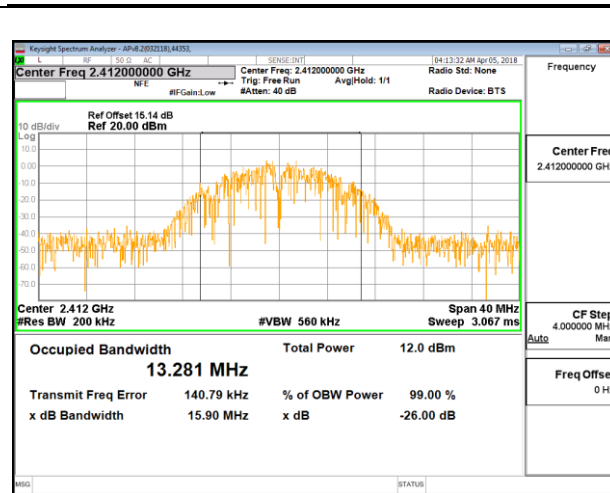 Keysight Spectrum Analyzer - APv8.2(032118),44353,
L RF 50 Ω AC SENSE:INT 04:13:32 AM Apr 05, 2018
Center Freq 2.412000000 GHz
NFE
#IFGain:Low
Center Freq: 2.412000000 GHz
Trig: Free Run Avg|Hold: 1/1
#Atten: 40 dB
Radio Std: None
Radio Device: BTS
Frequency
Ref Offset 15.14 dB
10 dB/div Ref 20.00 dBm
Log
10.0
0.00
-10.0
-20.0
-30.0
-40.0
-50.0
-60.0
-70.0
Center 2.412 GHz Span 40 MHz
#Res BW 200 kHz #VBW 560 kHz Sweep 3.067 ms
Occupied Bandwidth Total Power 12.0 dBm
13.281 MHz
Transmit Freq Error 140.79 kHz % of OBW Power 99.00 %
x dB Bandwidth 15.90 MHz x dB -26.00 dB
Center Freq
2.412000000 GHz
CF Step
4.000000 MHz
Auto Man
Freq Offset
0 Hz
MSG STATUS